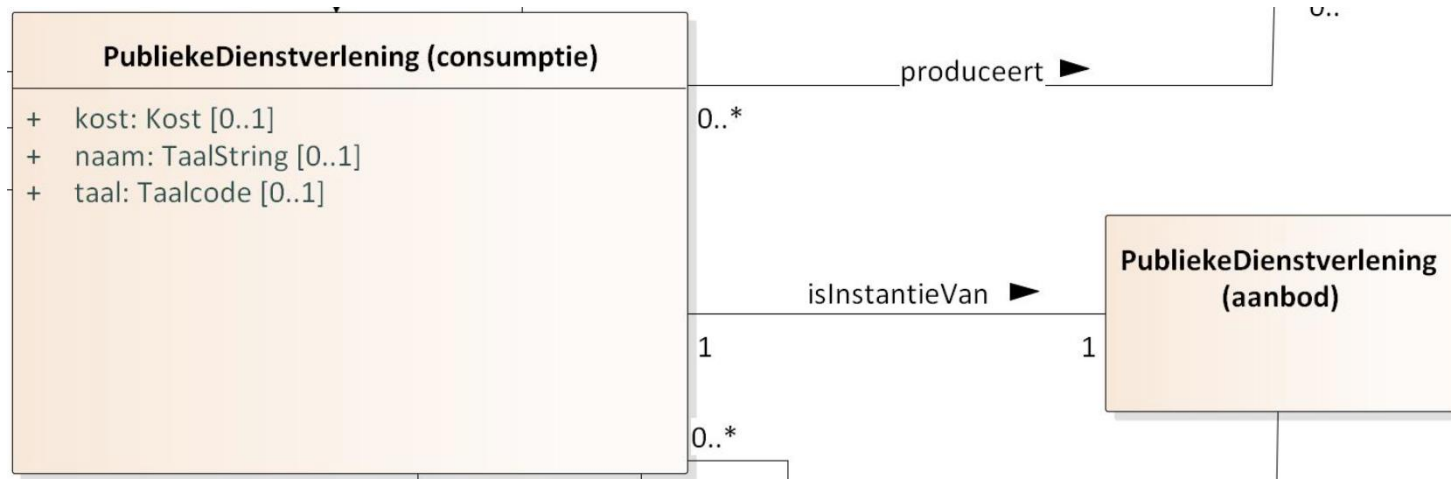 PubliekeDienstverlening (consumptie)
+ kost: Kost [0..1]
+ naam: TaalString [0..1]
+ taal: Taalcode [0..1]
produceert
0..*
isInstantieVan
1
1
PubliekeDienstverlening
(aanbod)
0..*